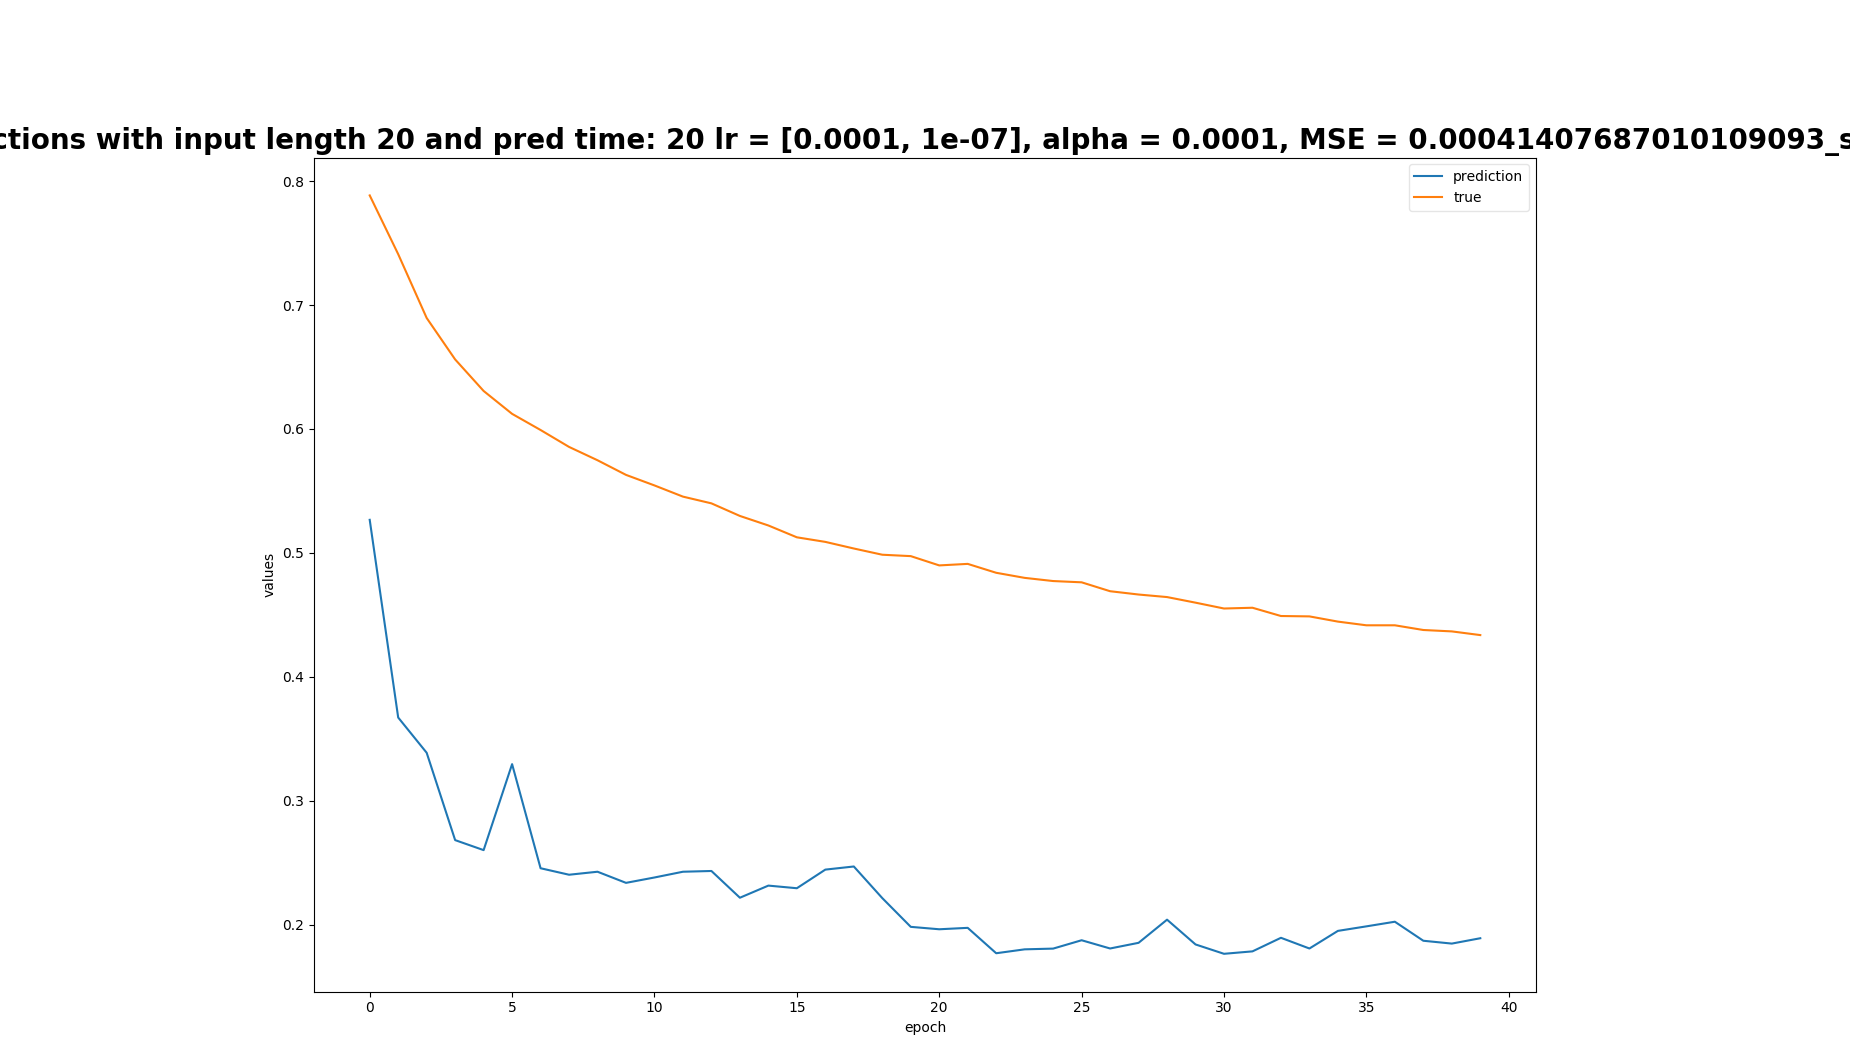 ctions with input length 20 and pred time: 20 lr = [0.0001, 1e-07], alpha = 0.0001, MSE = 0.00041407687010109093_s
prediction
true
0.8
0.7
0.6
0.5
0.4
0.3
0.2
values
0 5 10 15 20 25 30 35 40
epoch